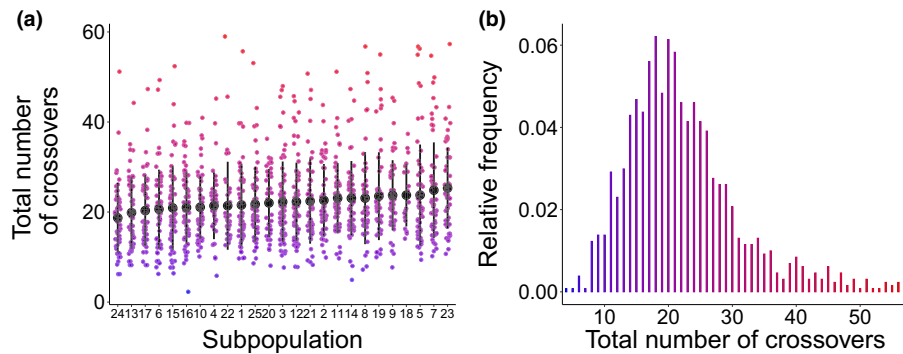 (a)
Total number
of crossovers
60
40
20
0
24 13 17 6 15 16 10 4 22 1 25 20 3 12 21 2 11 14 8 19 9 18 5 7 23
Subpopulation
(b)
Relative frequency
0.06
0.04
0.02
0.00
10 20 30 40 50
Total number of crossovers